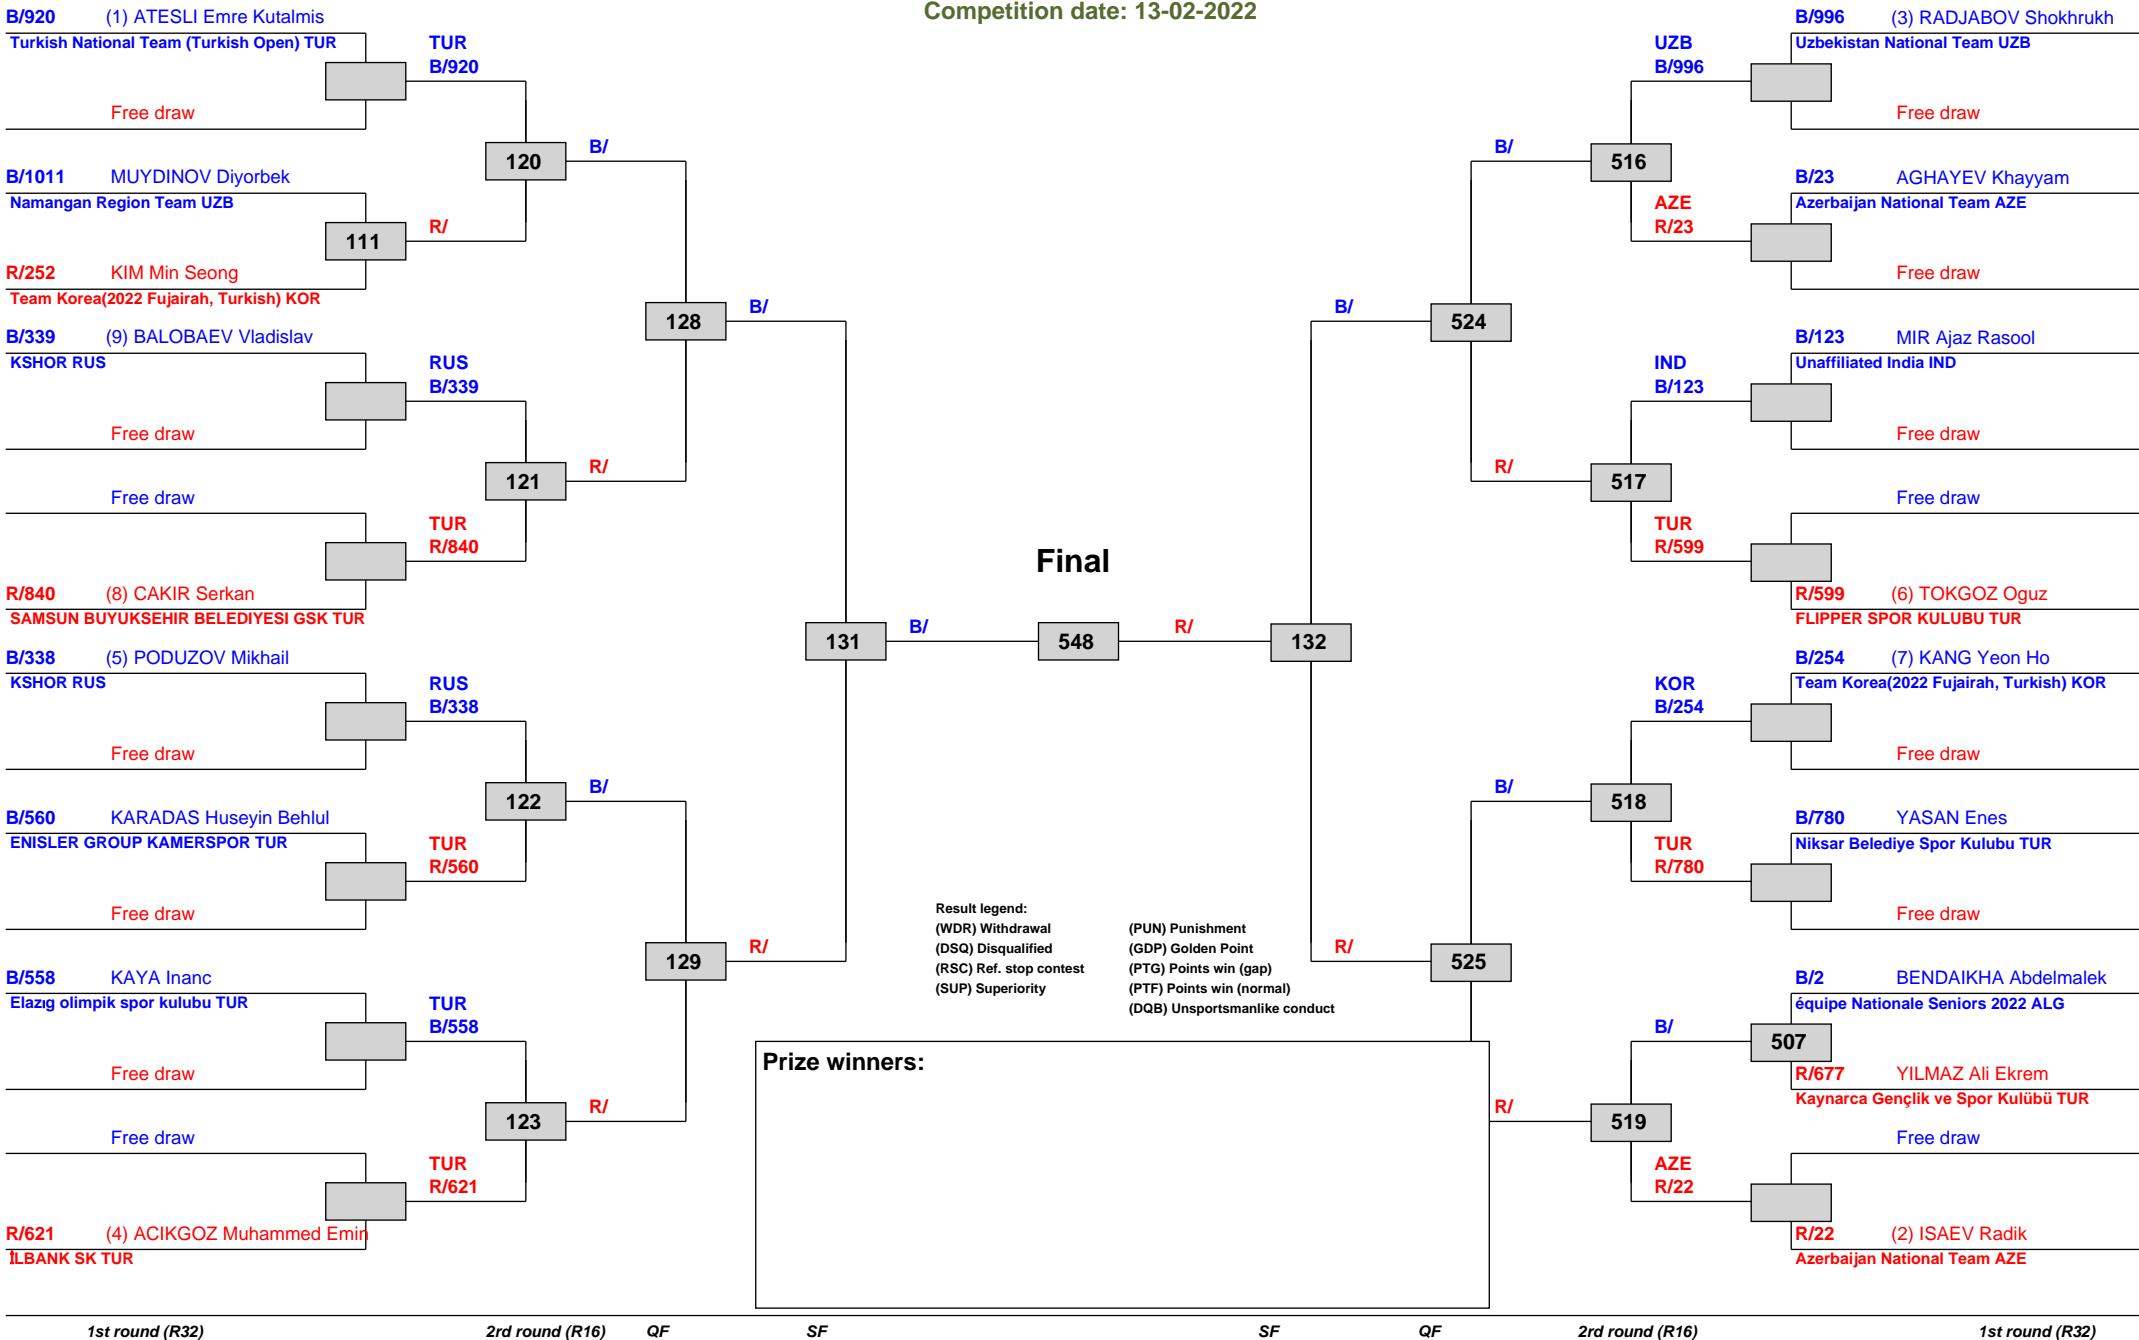 Competition date: 13-02-2022
B/920 (1) ATESLI Emre Kutalmis
Turkish National Team (Turkish Open) TUR
Free draw
TUR
B/920
B/1011 MUYDINOV Diyorbek
Namangan Region Team UZB
111
R/
R/252 KIM Min Seong
Team Korea(2022 Fujairah, Turkish) KOR
120
B/
B/339 (9) BALOBAEV Vladislav
KSHOR RUS
Free draw
RUS
B/339
Free draw
TUR
R/840
R/840 (8) CAKIR Serkan
SAMSUN BUYUKSEHIR BELEDIYESI GSK TUR
121
R/
128
B/
B/338 (5) PODUZOV Mikhail
KSHOR RUS
Free draw
RUS
B/338
B/560 KARADAS Huseyin Behlul
ENISLER GROUP KAMERSPOR TUR
Free draw
TUR
R/560
122
B/
B/558 KAYA Inanc
Elazıg olimpik spor kulubu TUR
Free draw
TUR
B/558
Free draw
TUR
R/621
R/621 (4) ACIKGOZ Muhammed Emin
İLBANK SK TUR
123
R/
129
R/
131
B/
Final
548
R/
132
B/
R/
524
525
B/
R/
B/
R/
516
517
518
519
UZB
B/996
B/996 (3) RADJABOV Shokhrukh
Uzbekistan National Team UZB
Free draw
AZE
R/23
B/23 AGHAYEV Khayyam
Azerbaijan National Team AZE
Free draw
IND
B/123
B/123 MIR Ajaz Rasool
Unaffiliated India IND
Free draw
Free draw
TUR
R/599
R/599 (6) TOKGOZ Oguz
FLIPPER SPOR KULUBU TUR
KOR
B/254
B/254 (7) KANG Yeon Ho
Team Korea(2022 Fujairah, Turkish) KOR
Free draw
TUR
R/780
B/780 YASAN Enes
Niksar Belediye Spor Kulubu TUR
Free draw
B/2 BENDAIKHA Abdelmalek
équipe Nationale Seniors 2022 ALG
B/
507
R/677 YILMAZ Ali Ekrem
Kaynarca Gençlik ve Spor Kulübü TUR
Free draw
AZE
R/22
R/22 (2) ISAEV Radik
Azerbaijan National Team AZE
Result legend:
(WDR) Withdrawal
(DSQ) Disqualified
(RSC) Ref. stop contest
(SUP) Superiority
(PUN) Punishment
(GDP) Golden Point
(PTG) Points win (gap)
(PTF) Points win (normal)
(DQB) Unsportsmanlike conduct
Prize winners:
1st round (R32) 2rd round (R16) QF SF SF QF 2rd round (R16) 1st round (R32)